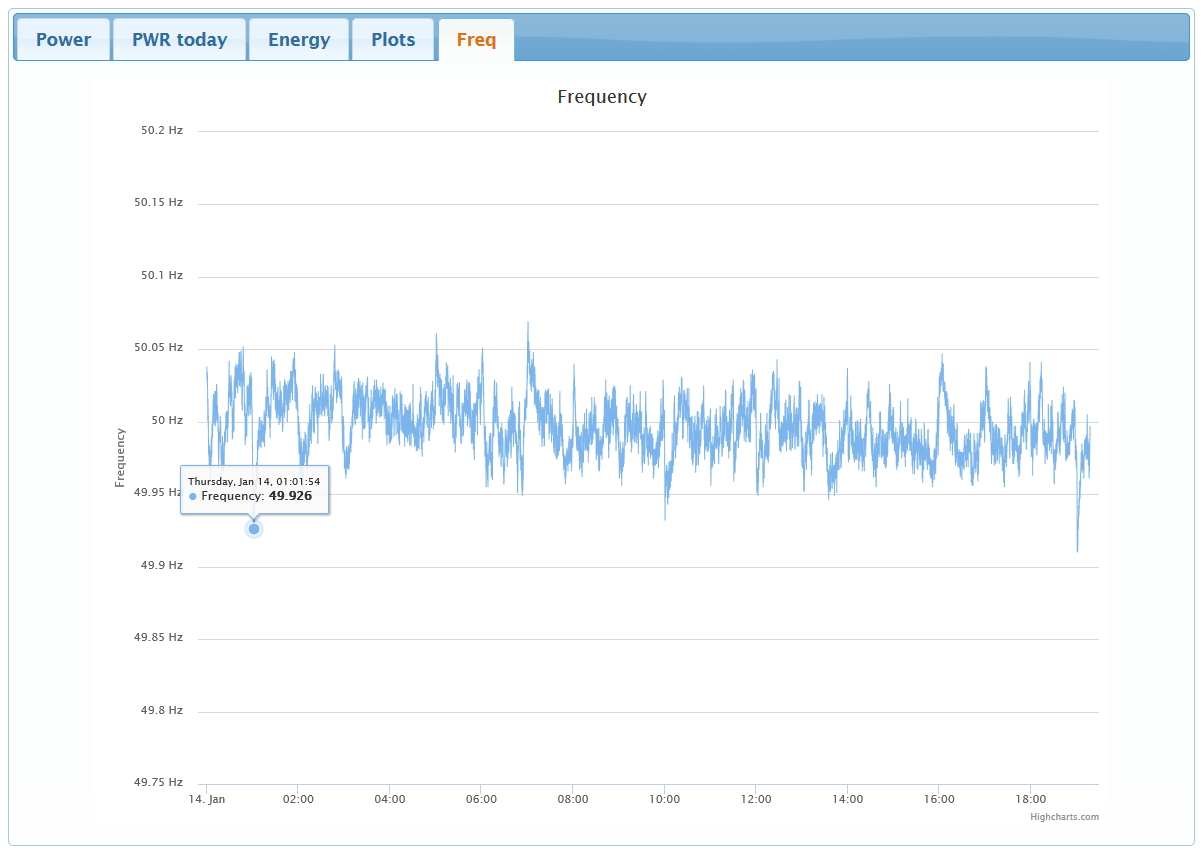 Power PWR today Energy Plots Freq
Frequency
50.2 Hz
50.15 Hz
50.1 Hz
50.05 Hz
50 Hz
Frequency
49.95 Hz
Thursday, Jan 14, 01:01:54
Frequency: 49.926
49.9 Hz
49.85 Hz
49.8 Hz
49.75 Hz
14. Jan 02:00 04:00 06:00 08:00 10:00 12:00 14:00 16:00 18:00
Highcharts.com